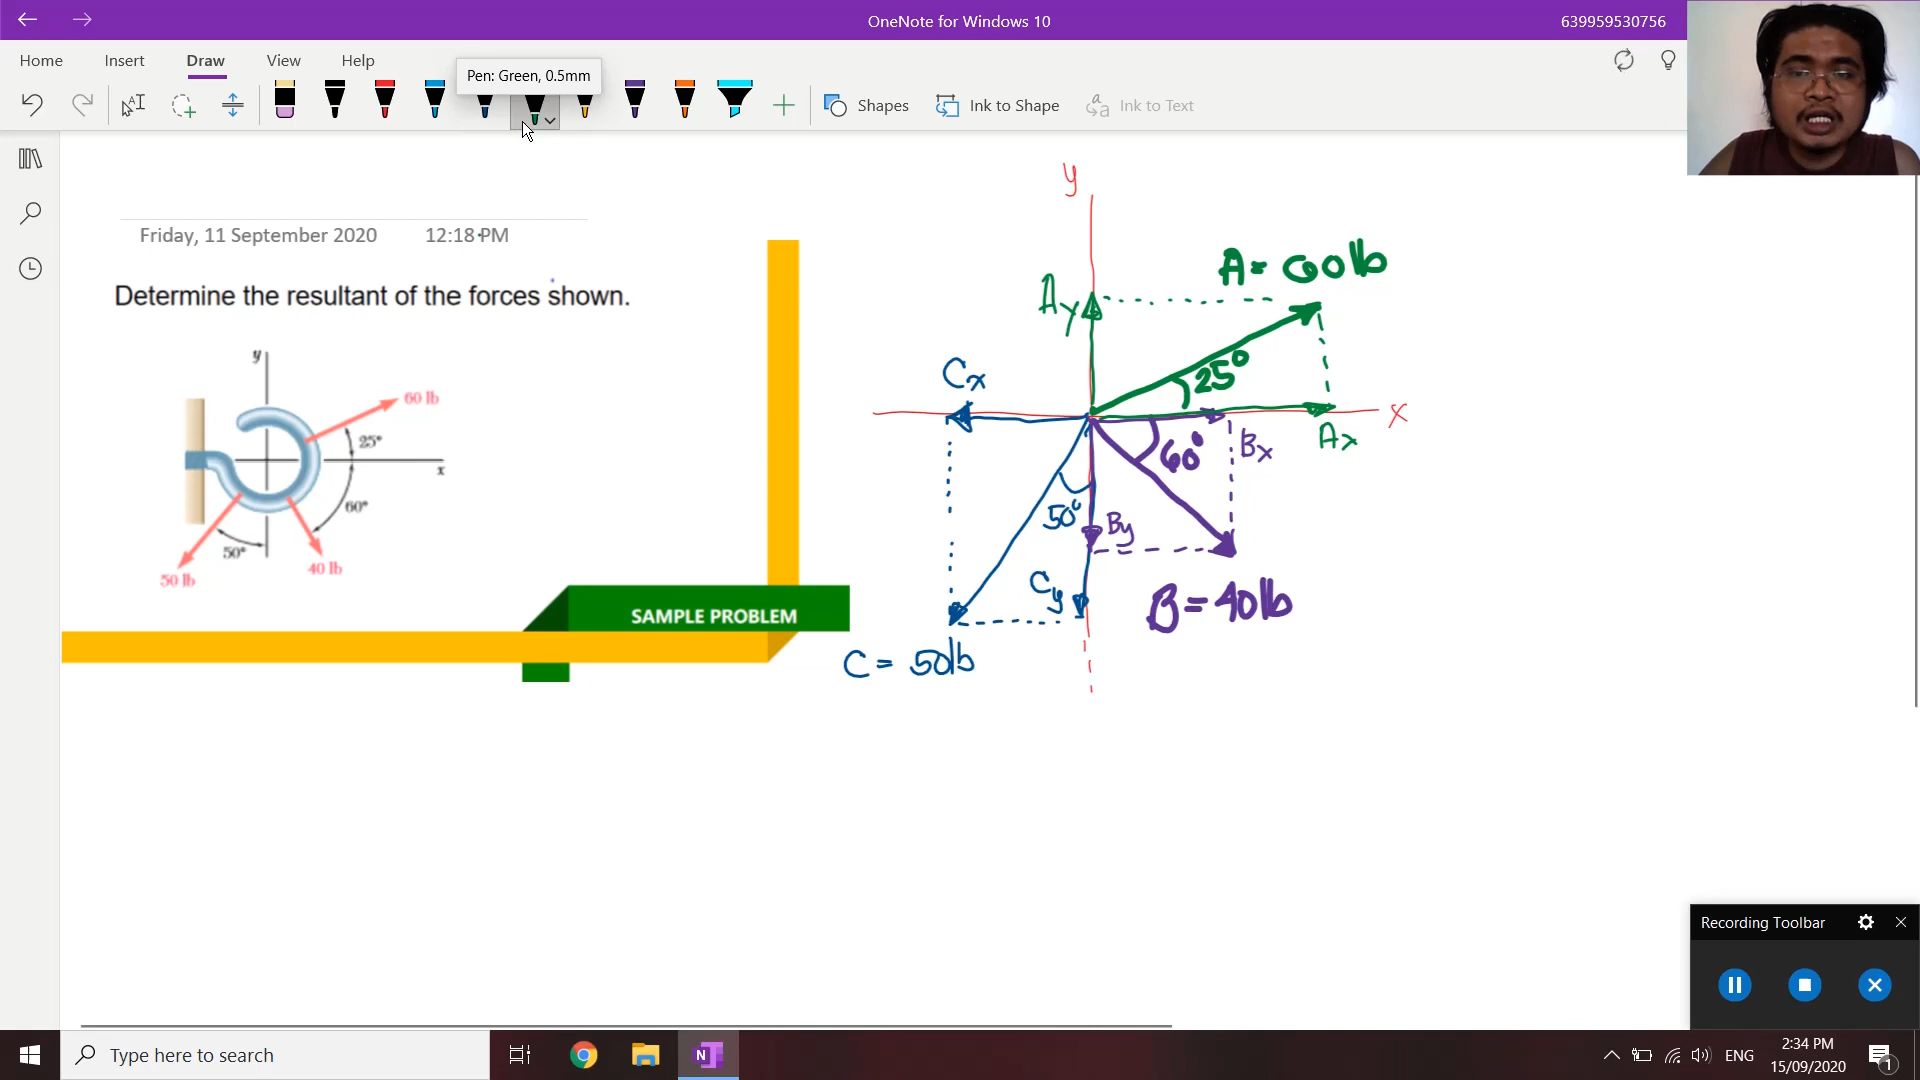 OneNote for Windows 10
639959530756
Home Insert Draw View Help
Pen: Green, 0.5mm
Shapes Ink to Shape Ink to Text
Friday, 11 September 2020 12:18 PM
Determine the resultant of the forces shown.
y
60 lb
25°
x
60°
50°
40 lb
50 lb
SAMPLE PROBLEM
y
A = 60lb
Ay
25°
Cx
x
Ax
Bx
60°
50°
By
Cy
B = 40lb
C = 50lb
Recording Toolbar
Type here to search
N
ENG
2:34 PM
15/09/2020
1